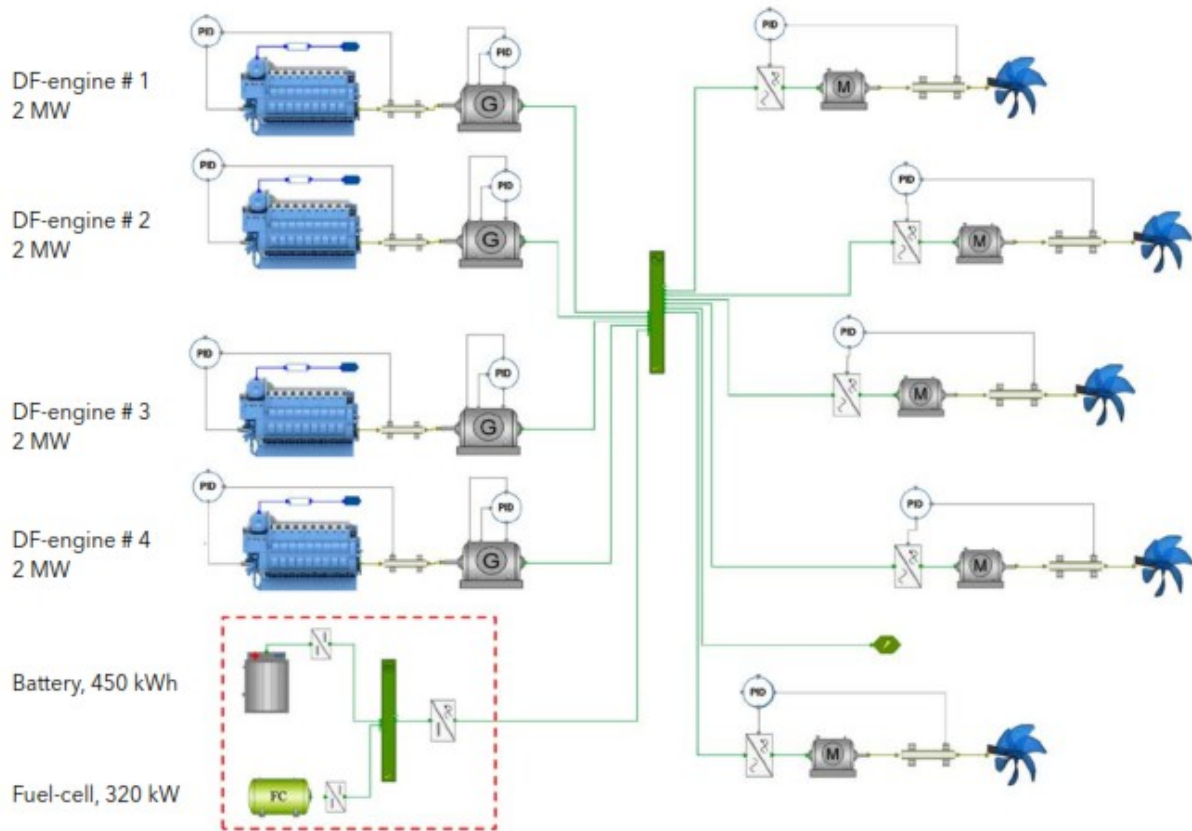 PID
PID
PID
DF-engine # 1
2 MW
G
M
PID
PID
PID
DF-engine # 2
2 MW
G
M
PID
PID
PID
DF-engine # 3
2 MW
G
M
PID
PID
PID
DF-engine # 4
2 MW
G
M
Battery, 450 kWh
PID
M
Fuel-cell, 320 kW
FC